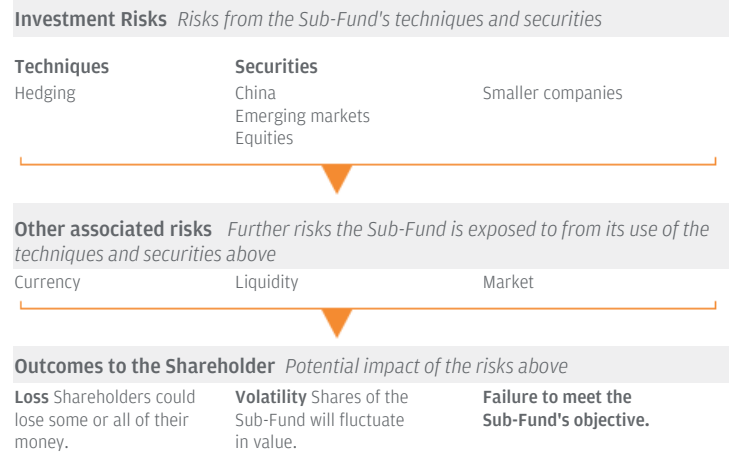 Investment Risks Risks from the Sub-Fund's techniques and securities
Techniques Securities
Hedging China Smaller companies
Emerging markets
Equities
Other associated risks Further risks the Sub-Fund is exposed to from its use of the
techniques and securities above
Currency Liquidity Market
Outcomes to the Shareholder Potential impact of the risks above
Loss Shareholders could
lose some or all of their
money.
Volatility Shares of the
Sub-Fund will fluctuate
in value.
Failure to meet the
Sub-Fund's objective.